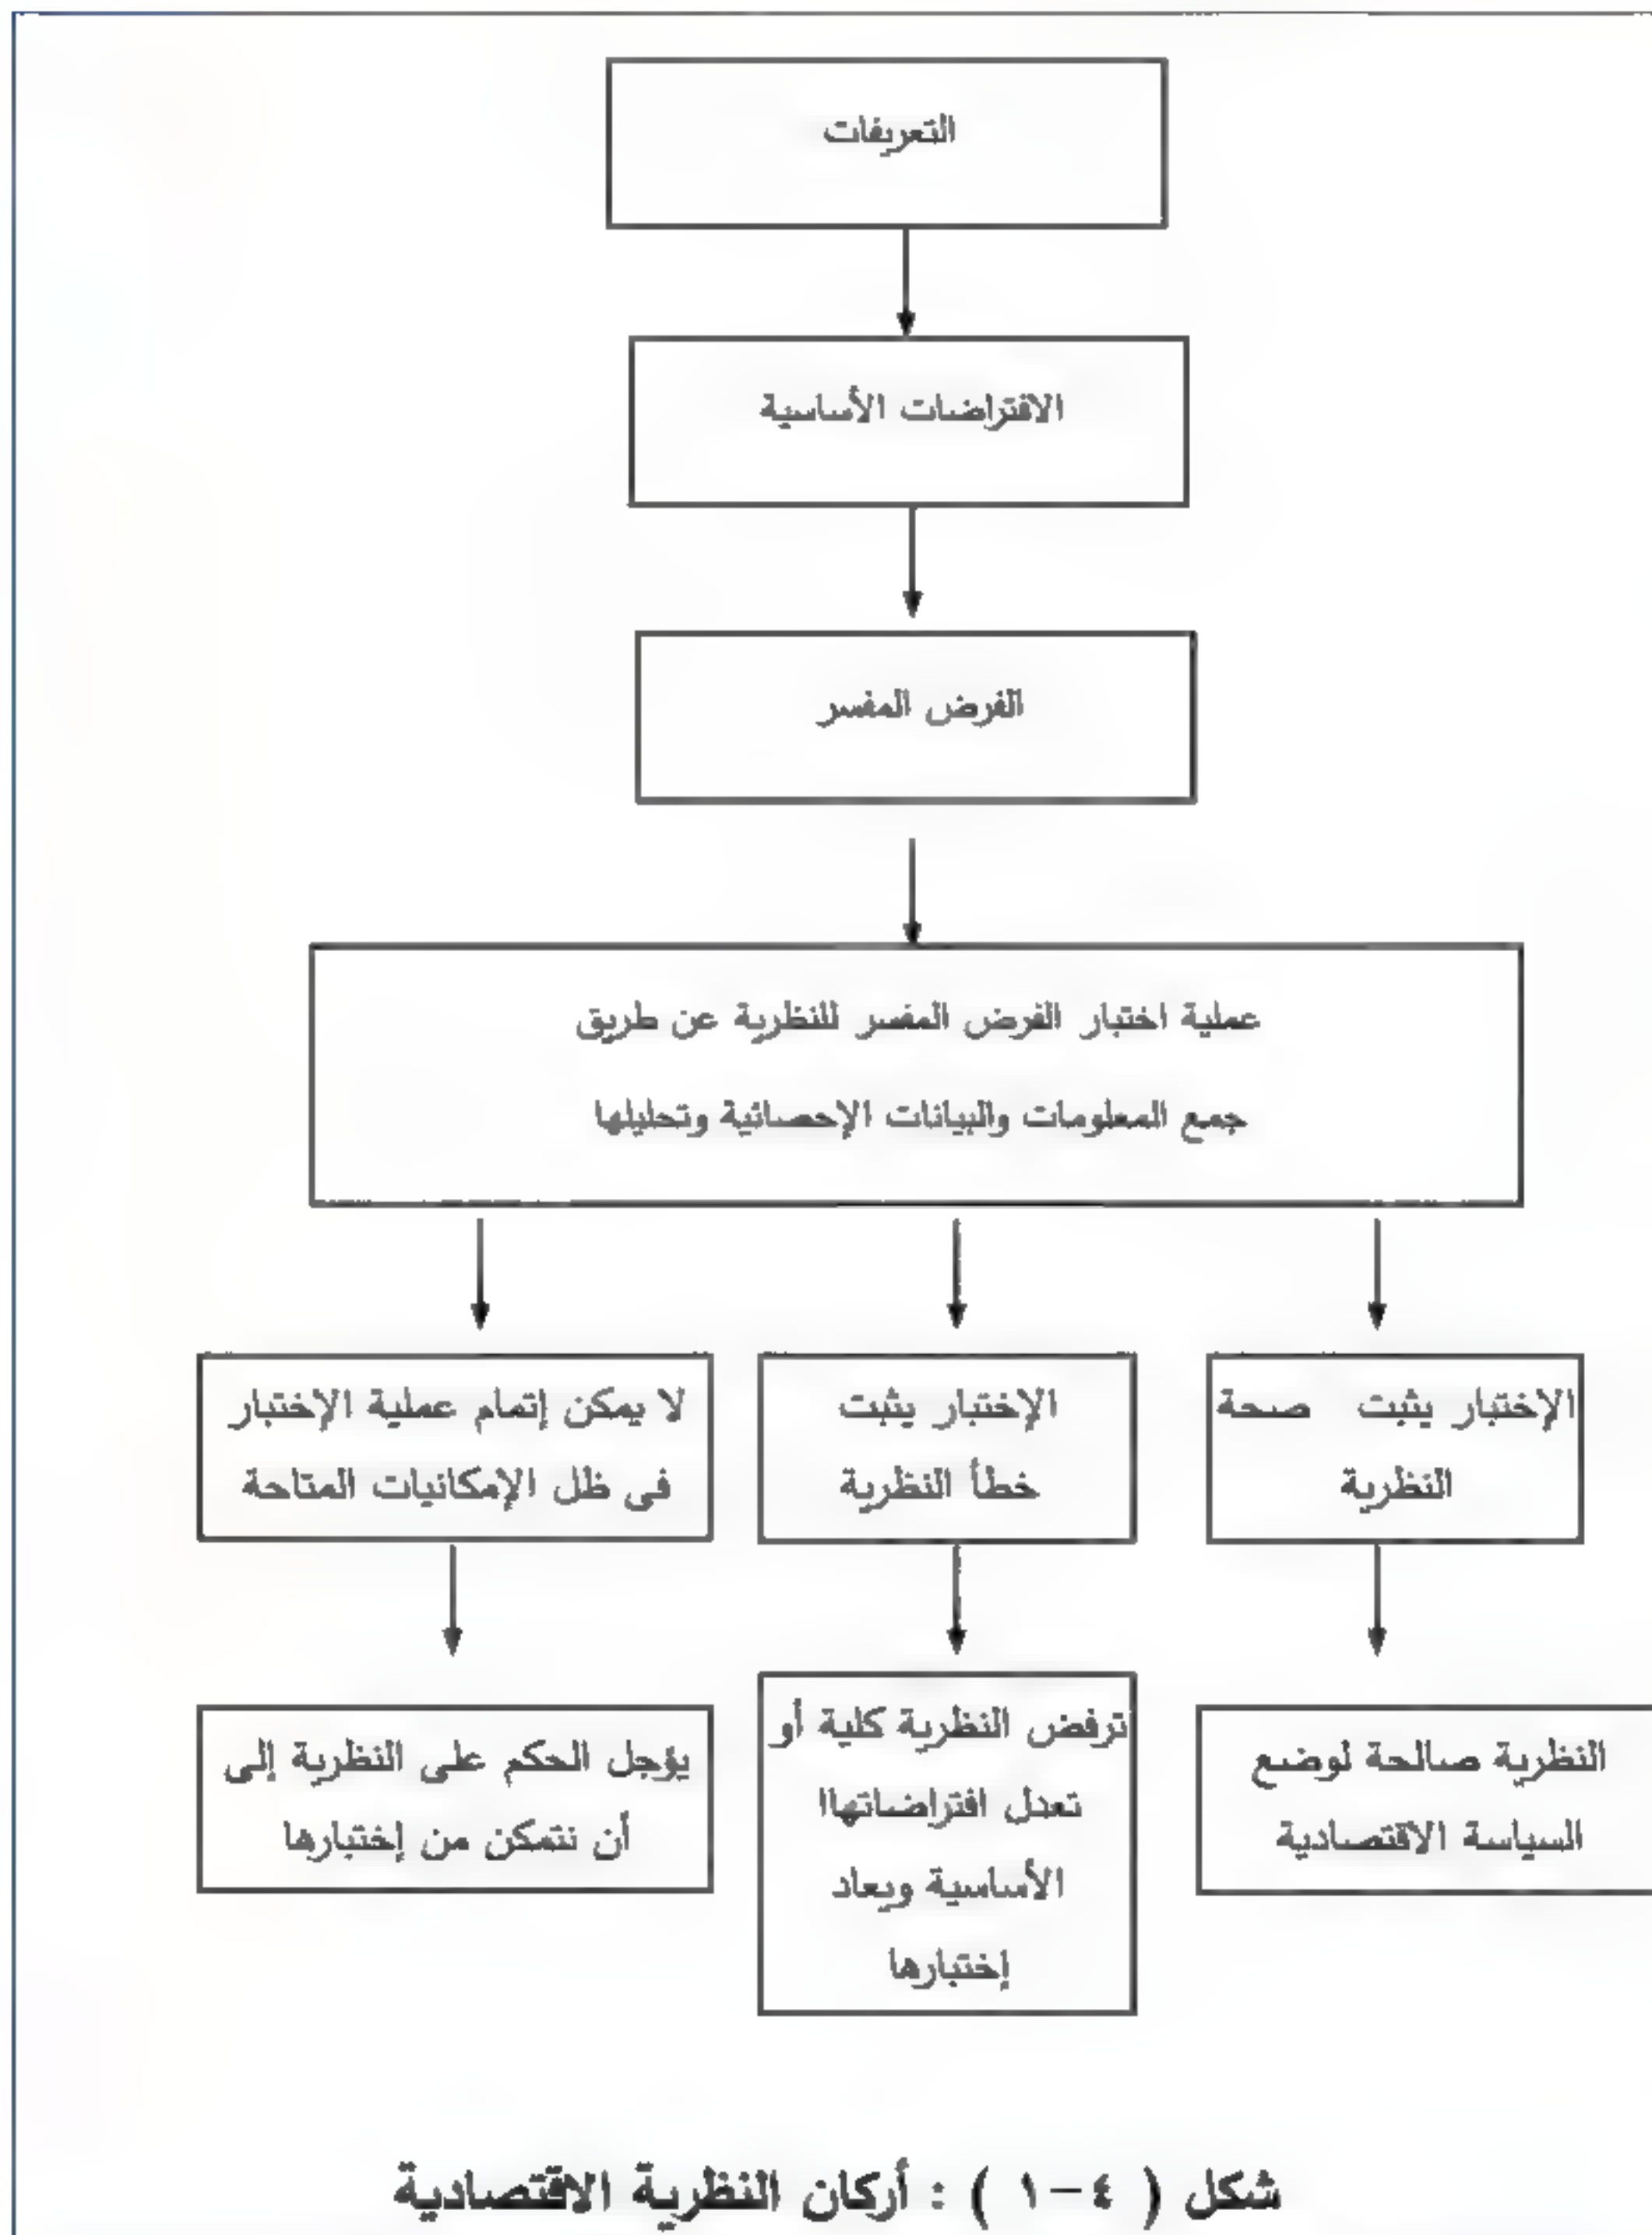 التعريفات
الافتراضات الأساسية
الفرض المفسر
عملية اختبار الفرض المفسر للنظرية عن طريق
جمع المعلومات والبيانات الإحصائية وتحليلها
الإختبار يثبت صحة
النظرية
الإختبار يثبت
خطأ النظرية
لا يمكن إتمام عملية الإختبار
فى ظل الإمكانيات المتاحة
النظرية صالحة لوضع
السياسة الاقتصادية
ترفض النظرية كلية أو
تعدل افتراضاتهاا
الأساسية ويعاد
إختبارها
يؤجل الحكم على النظرية إلى
أن نتمكن من إختبارها
شكل ( ٤-١ ) : أركان النظرية الاقتصادية